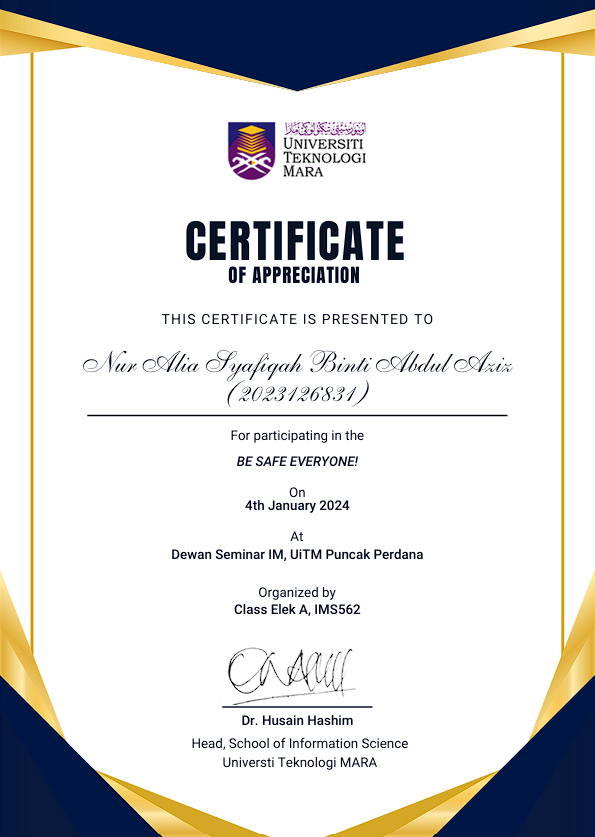 UNIVERSITI
TEKNOLOGI
MARA
CERTIFICATE
OF APPRECIATION
THIS CERTIFICATE IS PRESENTED TO
Nur Alia Syafiqah Binti Abdul Aziz
(2023126831)
For participating in the
BE SAFE EVERYONE!
On
4th January 2024
At
Dewan Seminar IM, UiTM Puncak Perdana
Organized by
Class Elek A, IMS562
Dr. Husain Hashim
Head, School of Information Science
Universti Teknologi MARA